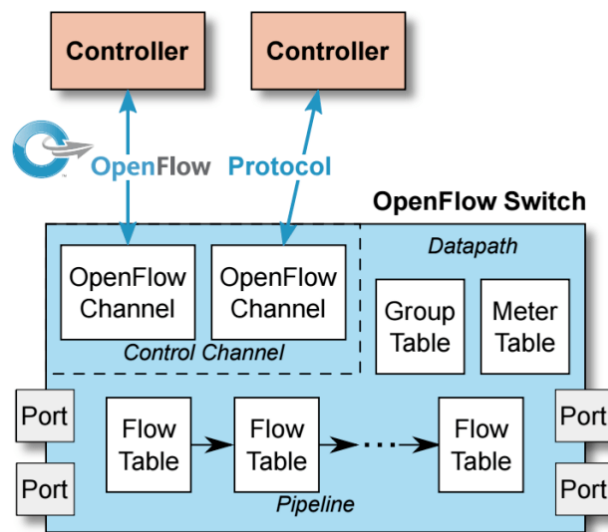 Controller Controller
OpenFlow Protocol
OpenFlow Switch
Datapath
OpenFlow
Channel
OpenFlow
Channel
Control Channel
Group
Table
Meter
Table
Port
Port
Flow
Table
Flow
Table
Flow
Table
Pipeline
Port
Port